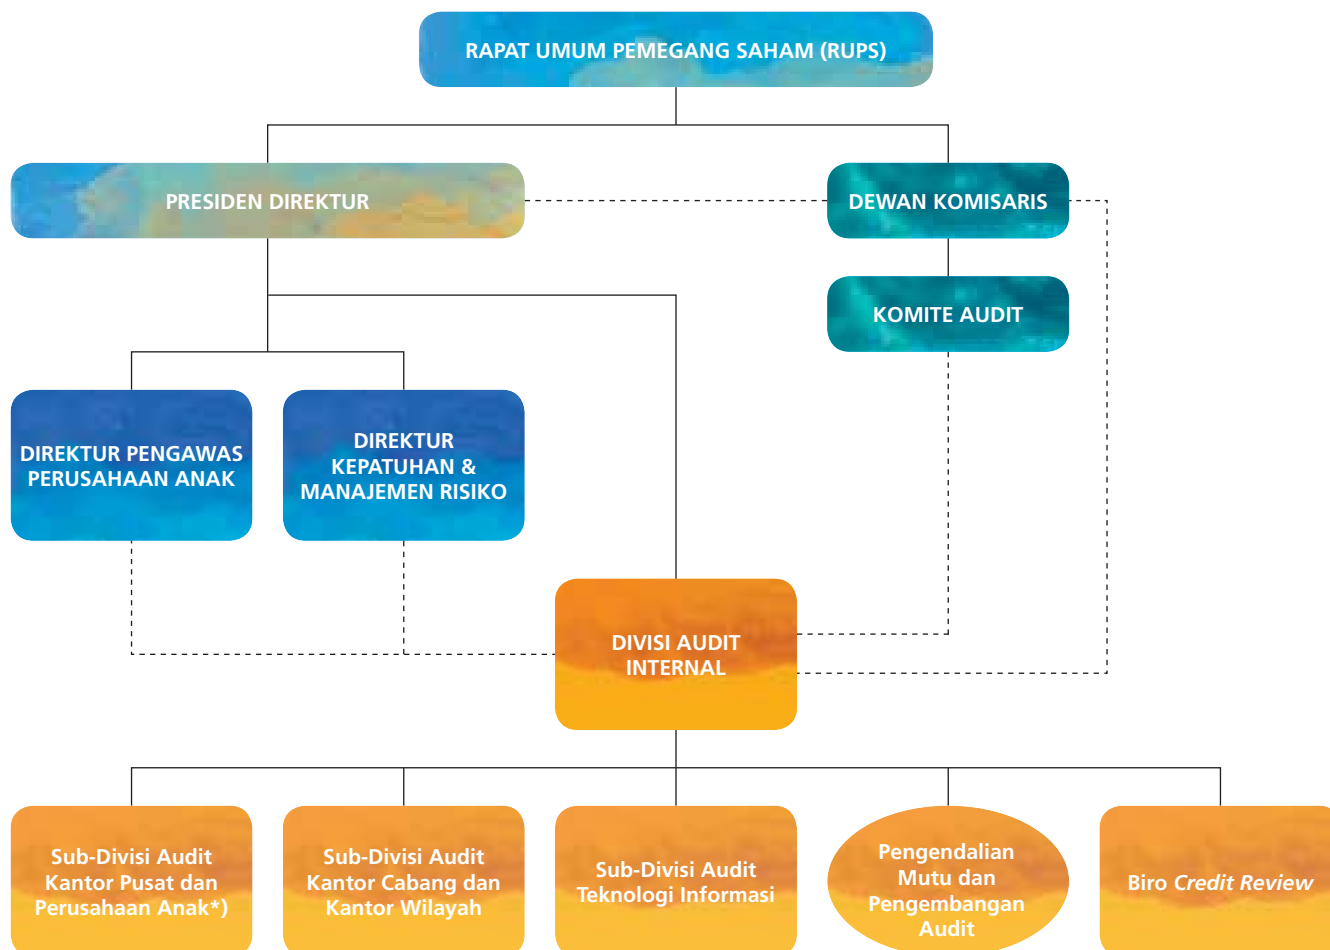 RAPAT UMUM PEMEGANG SAHAM (RUPS)
PRESIDEN DIREKTUR
DEWAN KOMISARIS
KOMITE AUDIT
DIREKTUR PENGAWAS
PERUSAHAAN ANAK
DIREKTUR
KEPATUHAN &
MANAJEMEN RISIKO
DIVISI AUDIT
INTERNAL
Sub-Divisi Audit
Kantor Pusat dan
Perusahaan Anak*)
Sub-Divisi Audit
Kantor Cabang dan
Kantor Wilayah
Sub-Divisi Audit
Teknologi Informasi
Pengendalian
Mutu dan
Pengembangan
Audit
Biro Credit Review